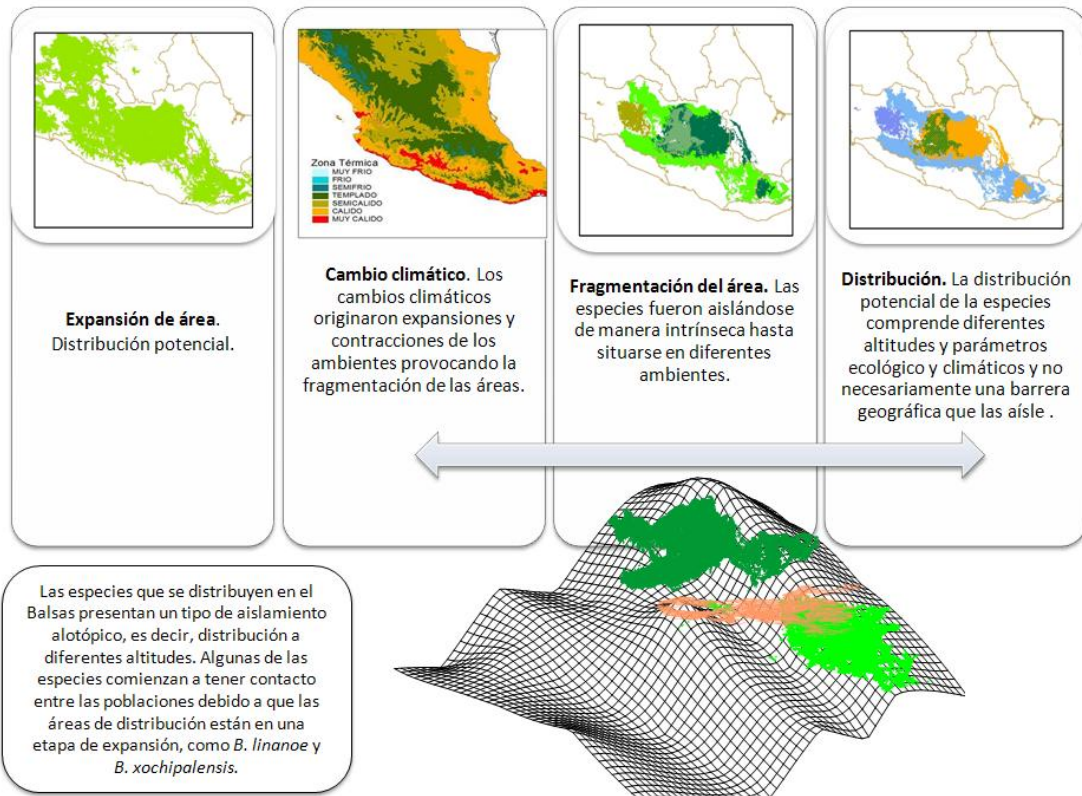 Expansión de área.
Distribución potencial.
Zona Térmica
MUY FRIO
FRIO
SEMIFRIO
TEMPLADO
SEMICALIDO
CALIDO
MUY CALIDO
Cambio climático. Los
cambios climáticos
originaron expansiones y
contracciones de los
ambientes provocando la
fragmentación de las áreas.
Fragmentación del área. Las
especies fueron aislándose
de manera intrínseca hasta
situarse en diferentes
ambientes.
Distribución. La distribución
potencial de la especies
comprende diferentes
altitudes y parámetros
ecológico y climáticos y no
necesariamente una barrera
geográfica que las aísle .
Las especies que se distribuyen en el
Balsas presentan un tipo de aislamiento
alotópico, es decir, distribución a
diferentes altitudes. Algunas de las
especies comienzan a tener contacto
entre las poblaciones debido a que las
áreas de distribución están en una
etapa de expansión, como B. linanoe y
B. xochipalensis.